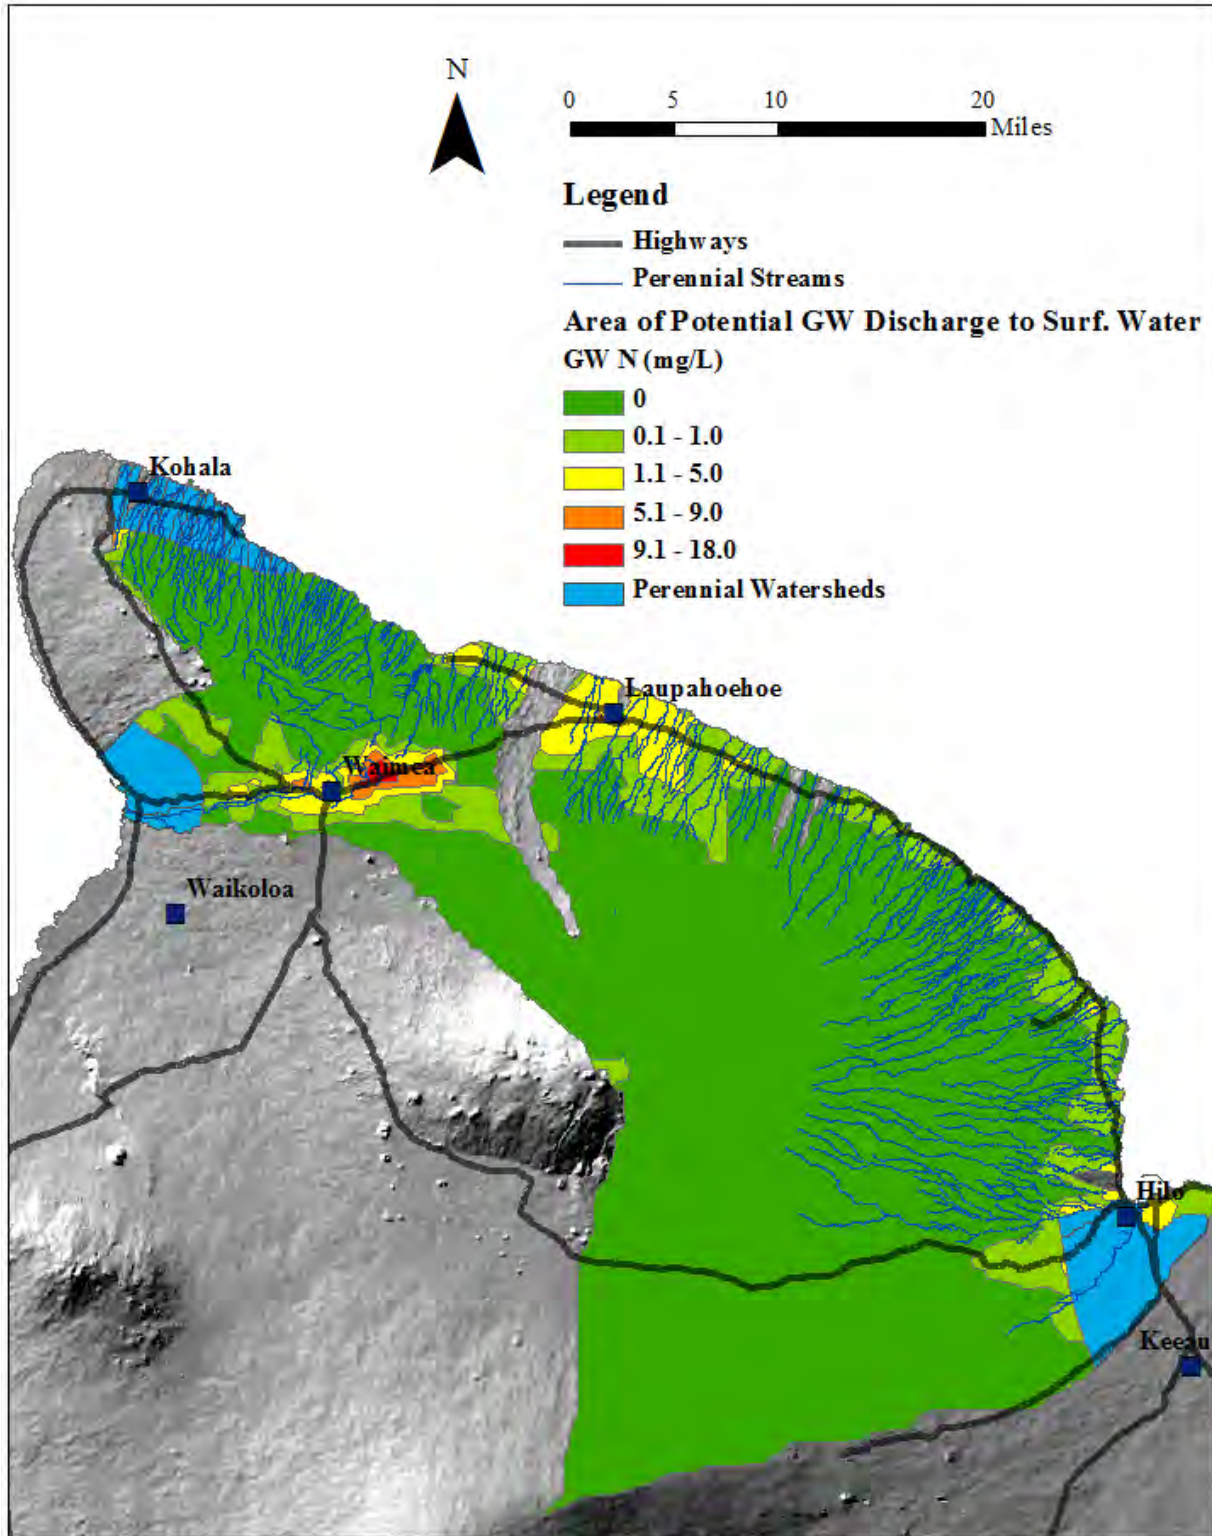 N
0 5 10 20
Miles
Legend
Highways
Perennial Streams
Area of Potential GW Discharge to Surf. Water
GW N (mg/L)
0
0.1 - 1.0
1.1 - 5.0
5.1 - 9.0
9.1 - 18.0
Perennial Watersheds
Kohala
Laupahoehoe
Waimea
Waikoloa
Hilo
Keeau